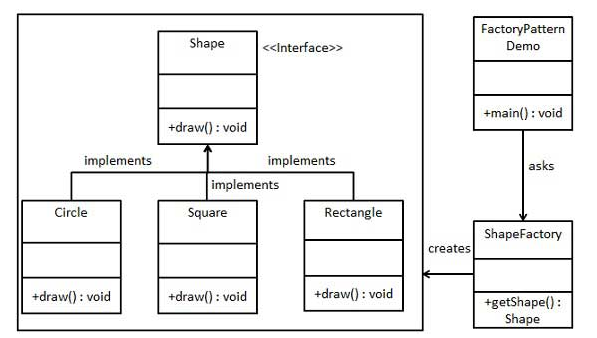 Shape
<<Interface>>
+draw() : void
implements
implements
implements
Circle
+draw() : void
Square
+draw() : void
Rectangle
+draw() : void
FactoryPattern
Demo
+main() : void
asks
ShapeFactory
+getShape() :
Shape
creates